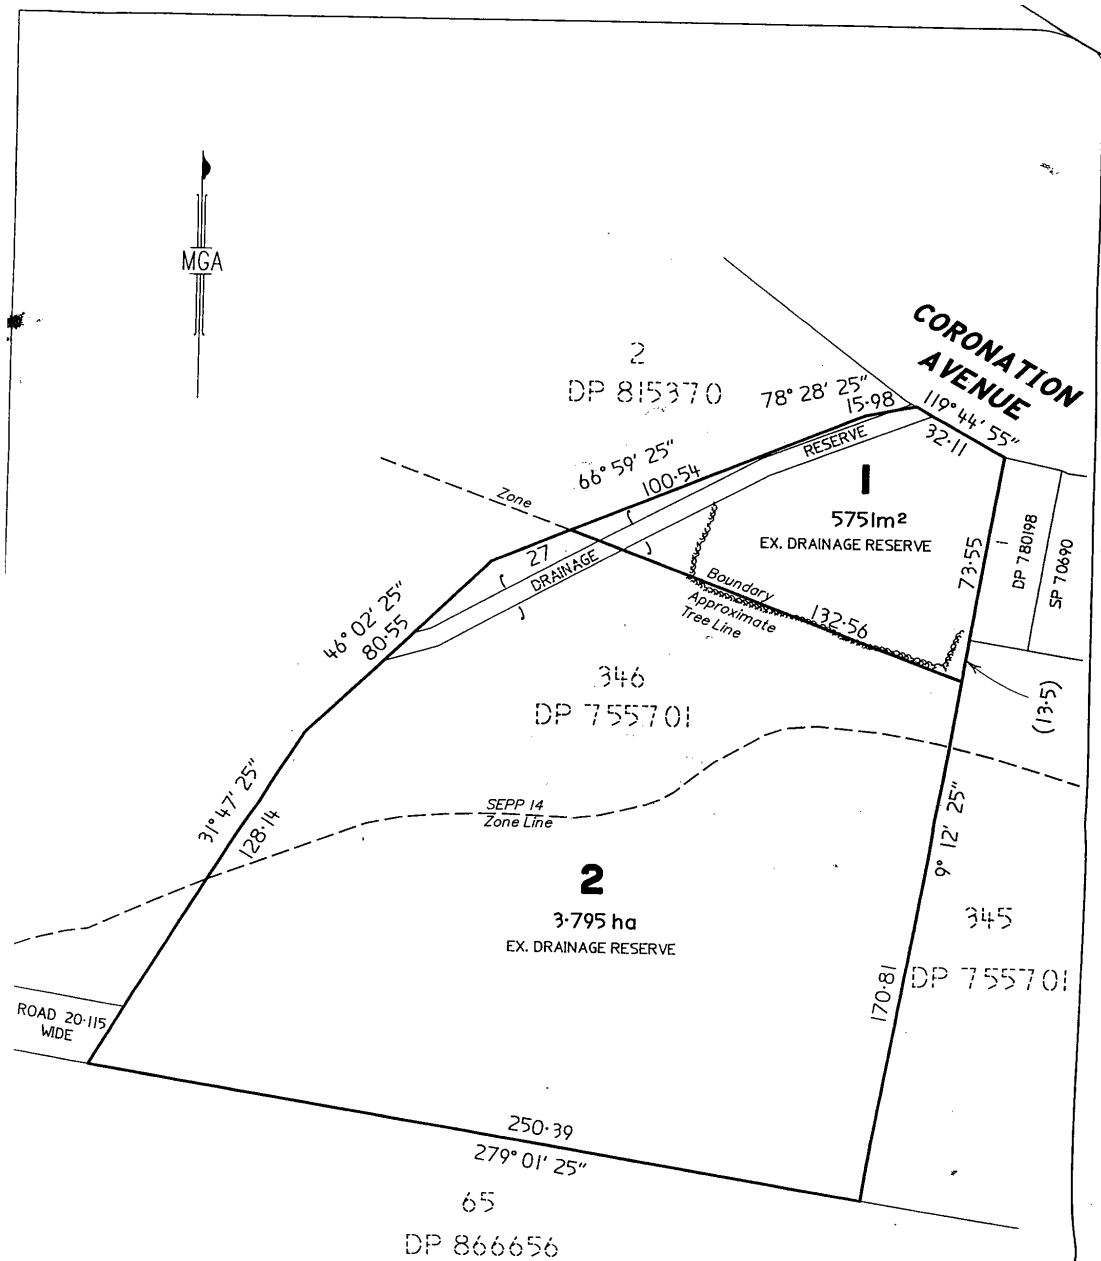 MGA
CORONATION
AVENUE
2
DP 815370
78° 28' 25"
15·98
119° 44' 55"
32·11
RESERVE
66° 59' 25"
100·54
Zone
1
5751m²
EX. DRAINAGE RESERVE
DP 780198
1
SP 70690
73·55
27
DRAINAGE
Boundary
Approximate
Tree Line
132·56
46° 02' 25"
80·55
346
DP 755701
(13·5)
SEPP 14
Zone Line
31° 47' 25"
128·14
9° 12' 25"
170·81
2
3·795 ha
EX. DRAINAGE RESERVE
345
DP 755701
ROAD 20·115
WIDE
250·39
279° 01' 25"
65
DP 866656